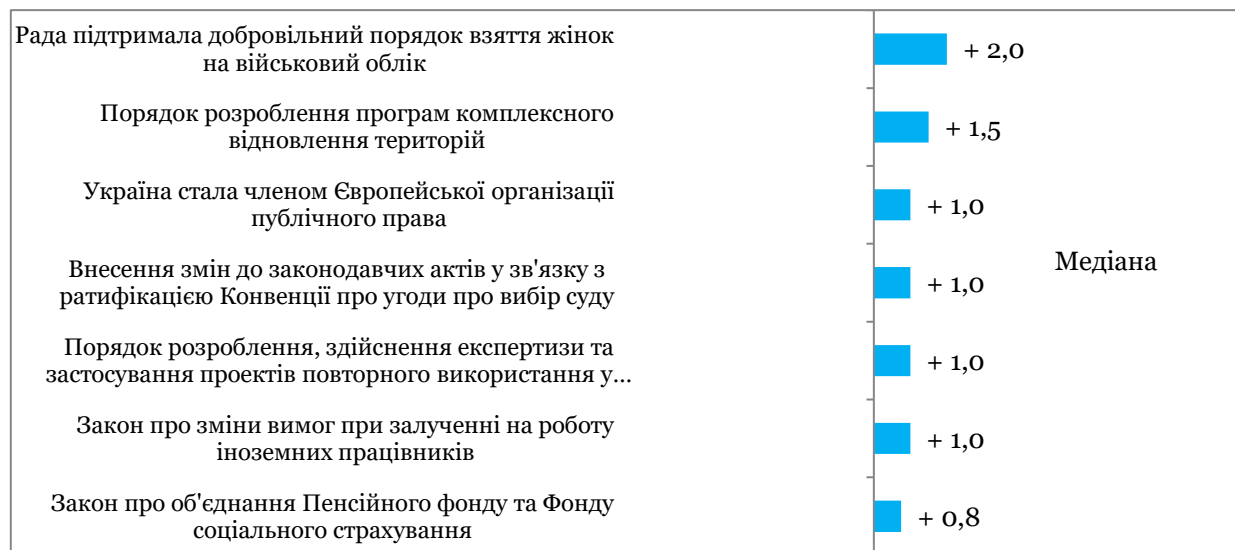 Рада підтримала добровільний порядок взяття жінок
на військовий облік
+ 2,0
Порядок розроблення програм комплексного
відновлення територій
+ 1,5
Україна стала членом Європейської організації
публічного права
+ 1,0
Внесення змін до законодавчих актів у зв'язку з
ратифікацією Конвенції про угоди про вибір суду
+ 1,0
Медіана
Порядок розроблення, здійснення експертизи та
застосування проектів повторного використання у...
+ 1,0
Закон про зміни вимог при залученні на роботу
іноземних працівників
+ 1,0
Закон про об'єднання Пенсійного фонду та Фонду
соціального страхування
+ 0,8